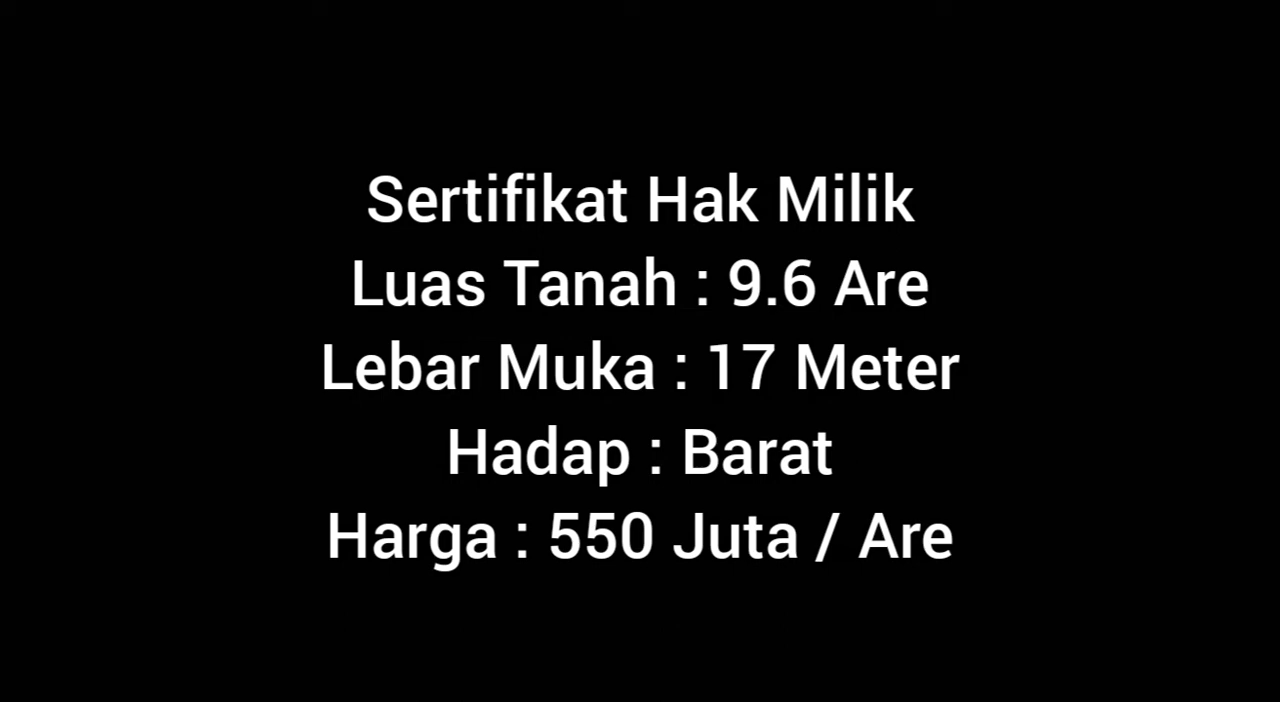 Sertifikat Hak Milik
Luas Tanah : 9.6 Are
Lebar Muka : 17 Meter
Hadap : Barat
Harga : 550 Juta / Are